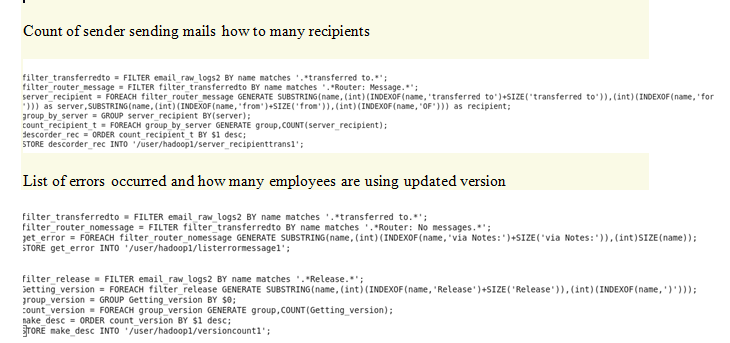 Count of sender sending mails how to many recipients
filter_transferredto = FILTER email_raw_logs2 BY name matches '.*transferred to.*';
filter_router_message = FILTER filter_transferredto BY name matches '.*Router: Message.*';
server_recipient = FOREACH filter_router_message GENERATE SUBSTRING(name,(int)(INDEXOF(name,'transferred to')+SIZE('transferred to')),(int)(INDEXOF(name,'for
'))) as server,SUBSTRING(name,(int)(INDEXOF(name,'from')+SIZE('from')),(int)(INDEXOF(name,'OF'))) as recipient;
group_by_server = GROUP server_recipient BY(server);
count_recipient_t = FOREACH group_by_server GENERATE group,COUNT(server_recipient);
descorder_rec = ORDER count_recipient_t BY $1 desc;
STORE descorder_rec INTO '/user/hadoop1/server_recipienttrans1';
List of errors occurred and how many employees are using updated version
filter_transferredto = FILTER email_raw_logs2 BY name matches '.*transferred to.*';
filter_router_nomessage = FILTER filter_transferredto BY name matches '.*Router: No messages.*';
get_error = FOREACH filter_router_nomessage GENERATE SUBSTRING(name,(int)(INDEXOF(name,'via Notes:')+SIZE('via Notes:')),(int)SIZE(name));
STORE get_error INTO '/user/hadoop1/listerrormessage1';
filter_release = FILTER email_raw_logs2 BY name matches '.*Release.*';
Getting_version = FOREACH filter_release GENERATE SUBSTRING(name,(int)(INDEXOF(name,'Release')+SIZE('Release')),(int)(INDEXOF(name,')')));
group_version = GROUP Getting_version BY $0;
count_version = FOREACH group_version GENERATE group,COUNT(Getting_version);
make_desc = ORDER count_version BY $1 desc;
STORE make_desc INTO '/user/hadoop1/versioncount1';